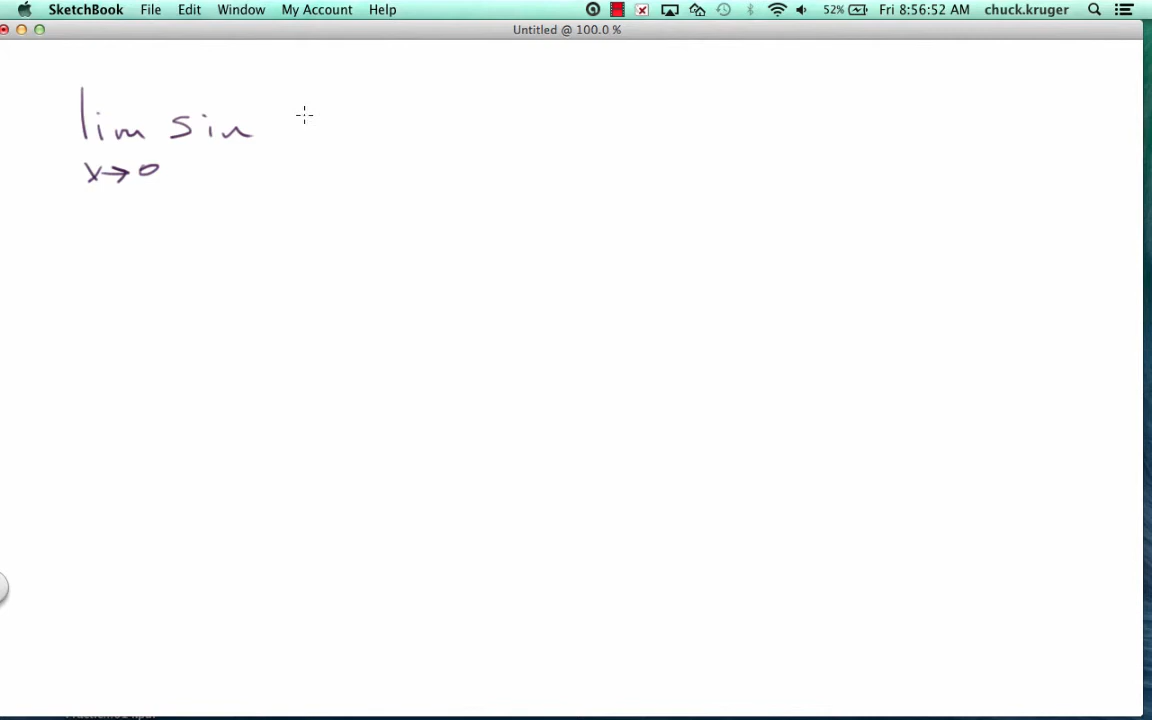 SketchBook File Edit Window My Account Help 52% Fri 8:56:52 AM chuck.kruger
Untitled @ 100.0 %
lim sin
x→0